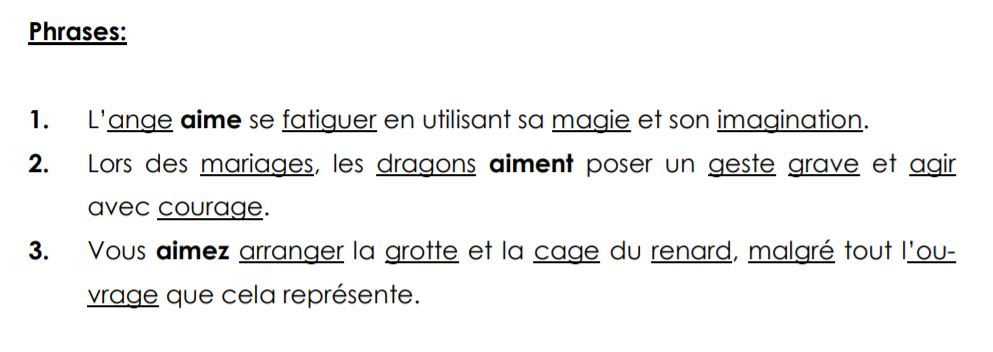 Phrases:
1. L'ange aime se fatiguer en utilisant sa magie et son imagination.
2. Lors des mariages, les dragons aiment poser un geste grave et agir
avec courage.
3. Vous aimez arranger la grotte et la cage du renard, malgré tout l'ou-
vrage que cela représente.